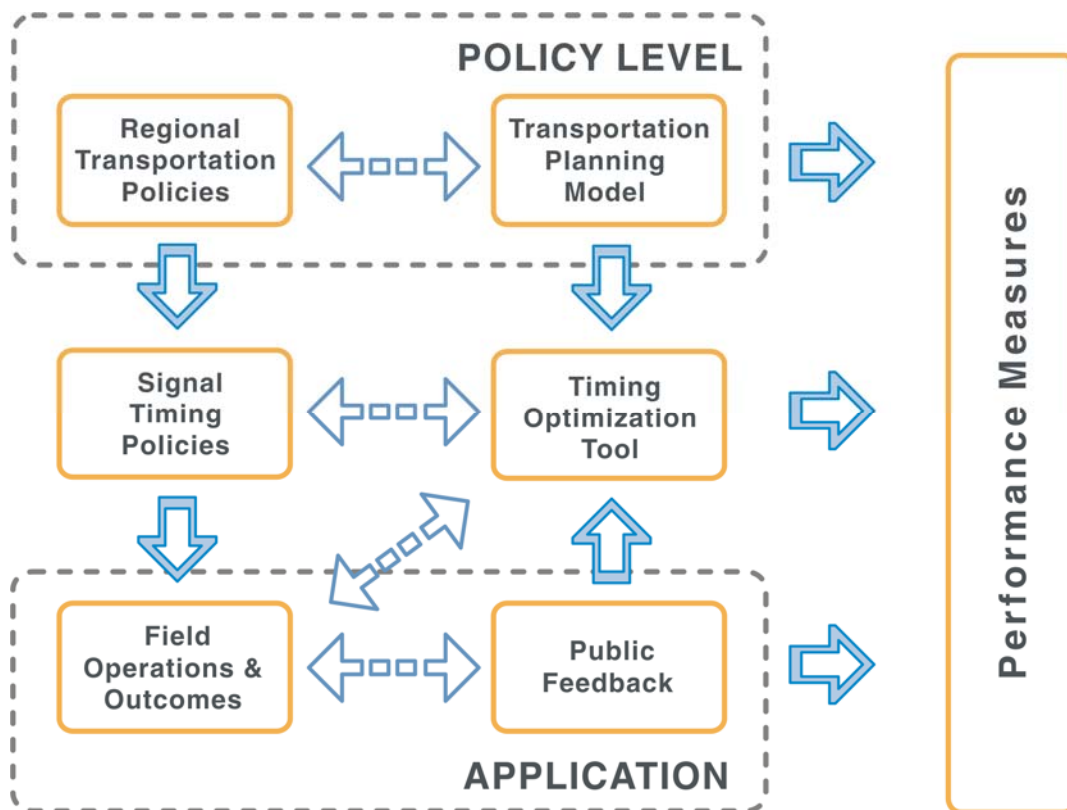 POLICY LEVEL
Regional
Transportation
Policies
Transportation
Planning
Model
Signal
Timing
Policies
Timing
Optimization
Tool
Field
Operations &
Outcomes
Public
Feedback
APPLICATION
Performance Measures